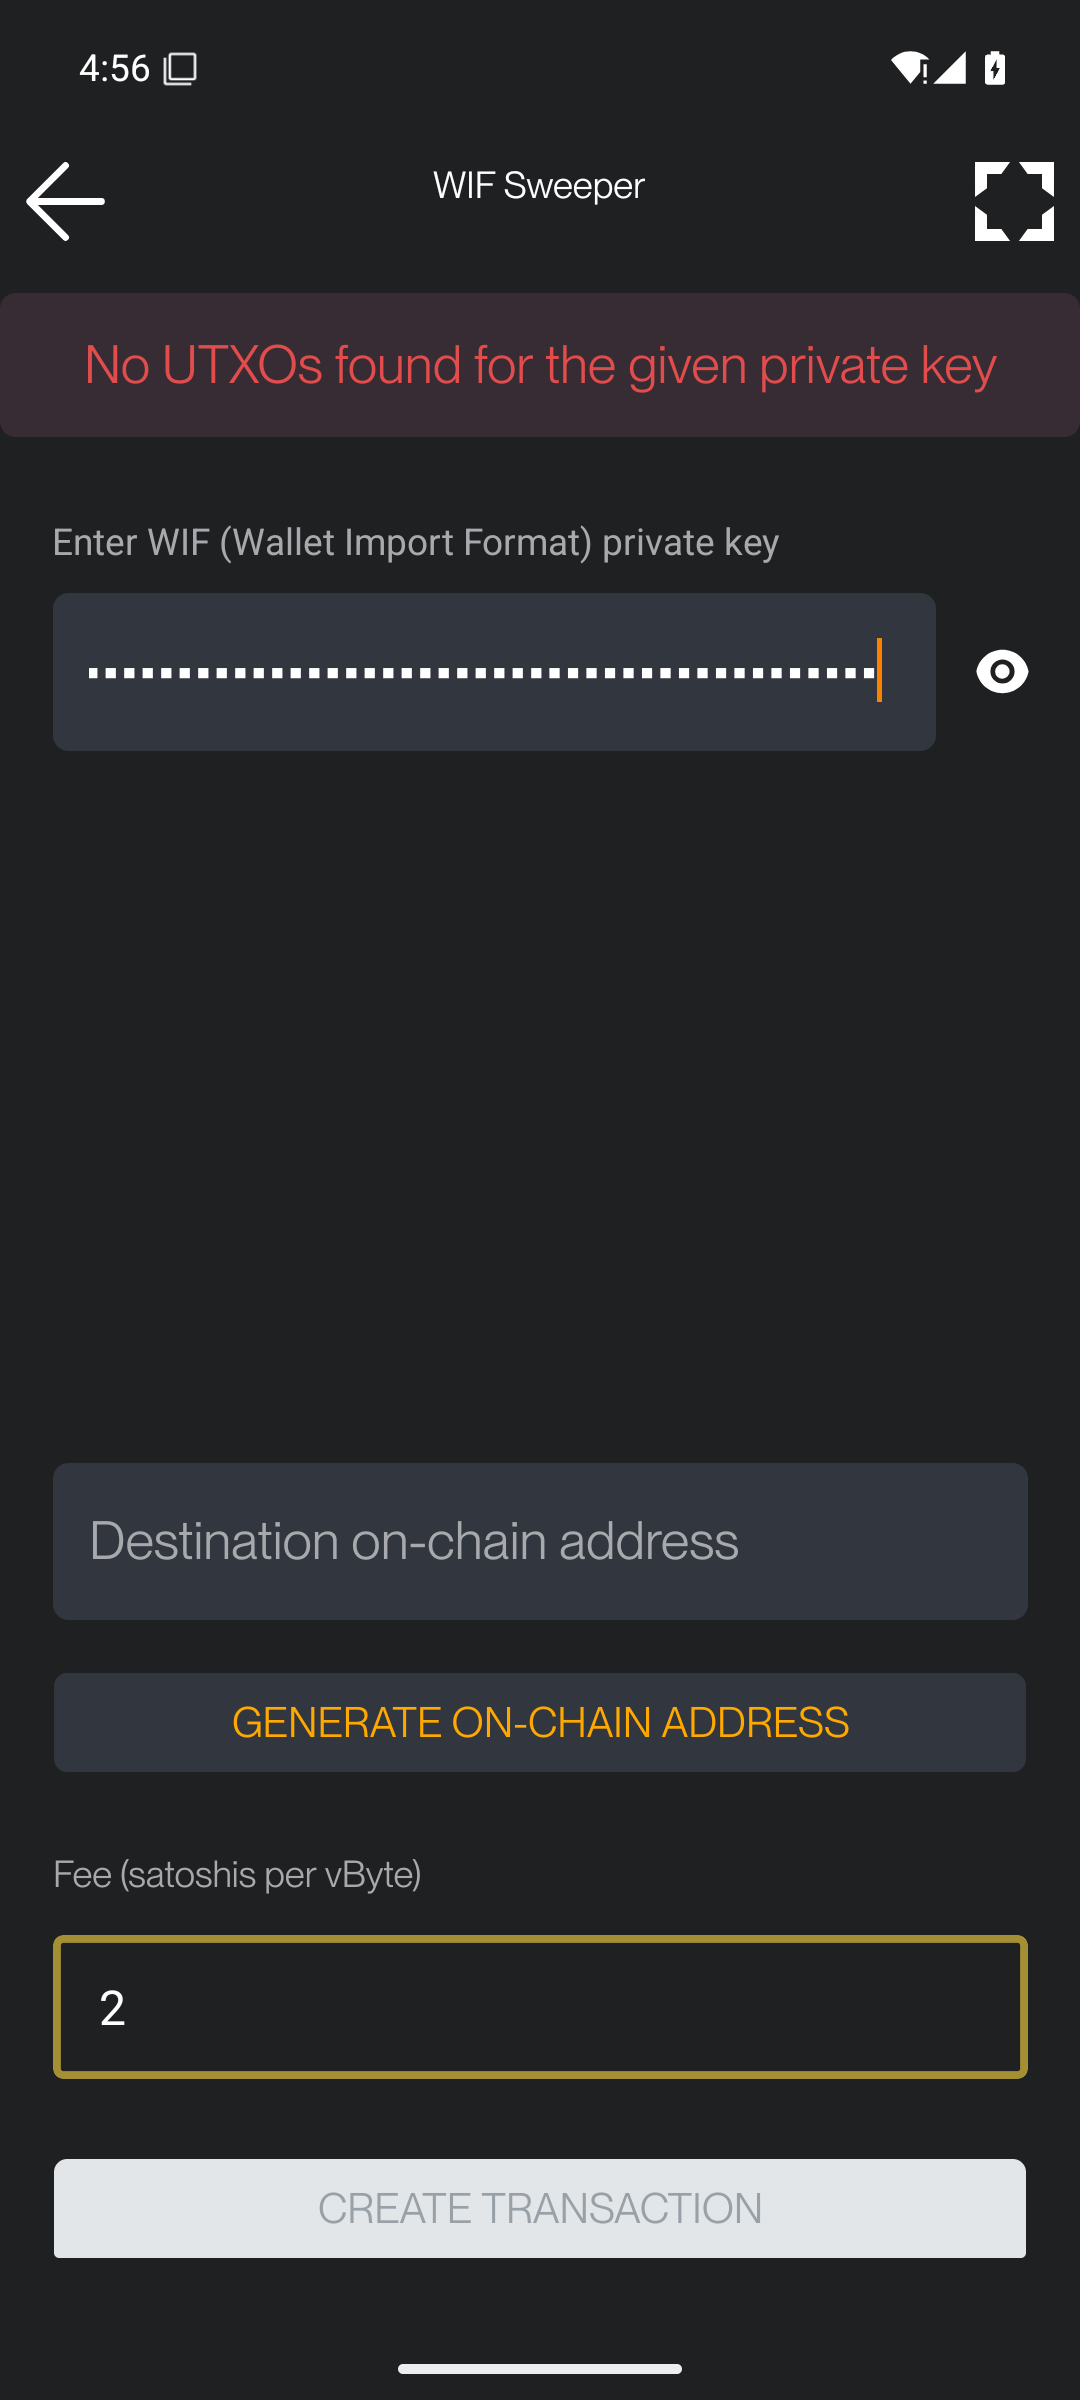 4:56
WIF Sweeper
No UTXOs found for the given private key
Enter WIF (Wallet Import Format) private key
Destination on-chain address
GENERATE ON-CHAIN ADDRESS
Fee (satoshis per vByte)
2
CREATE TRANSACTION